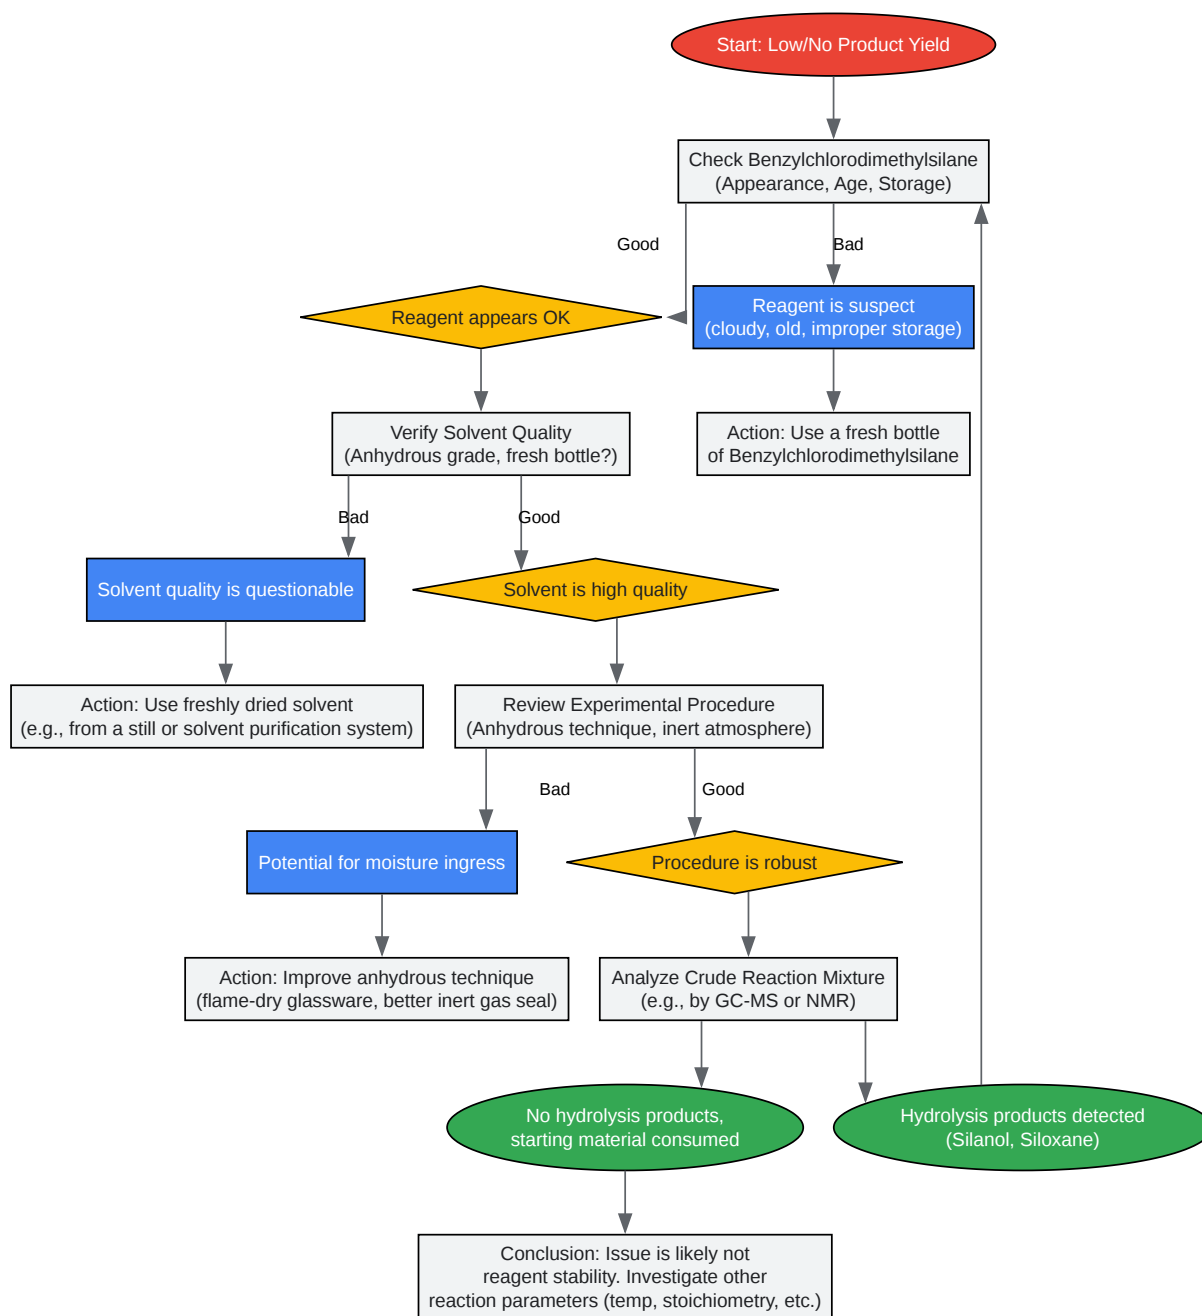 Start: Low/No Product Yield
Check Benzylchlorodimethylsilane
(Appearance, Age, Storage)
Good
Bad
Reagent appears OK
Reagent is suspect
(cloudy, old, improper storage)
Verify Solvent Quality
(Anhydrous grade, fresh bottle?)
Action: Use a fresh bottle
of Benzylchlorodimethylsilane
Bad
Good
Solvent quality is questionable
Solvent is high quality
Action: Use freshly dried solvent
(e.g., from a still or solvent purification system)
Review Experimental Procedure
(Anhydrous technique, inert atmosphere)
Bad
Good
Potential for moisture ingress
Procedure is robust
Action: Improve anhydrous technique
(flame-dry glassware, better inert gas seal)
Analyze Crude Reaction Mixture
(e.g., by GC-MS or NMR)
No hydrolysis products,
starting material consumed
Hydrolysis products detected
(Silanol, Siloxane)
Conclusion: Issue is likely not
reagent stability. Investigate other
reaction parameters (temp, stoichiometry, etc.)